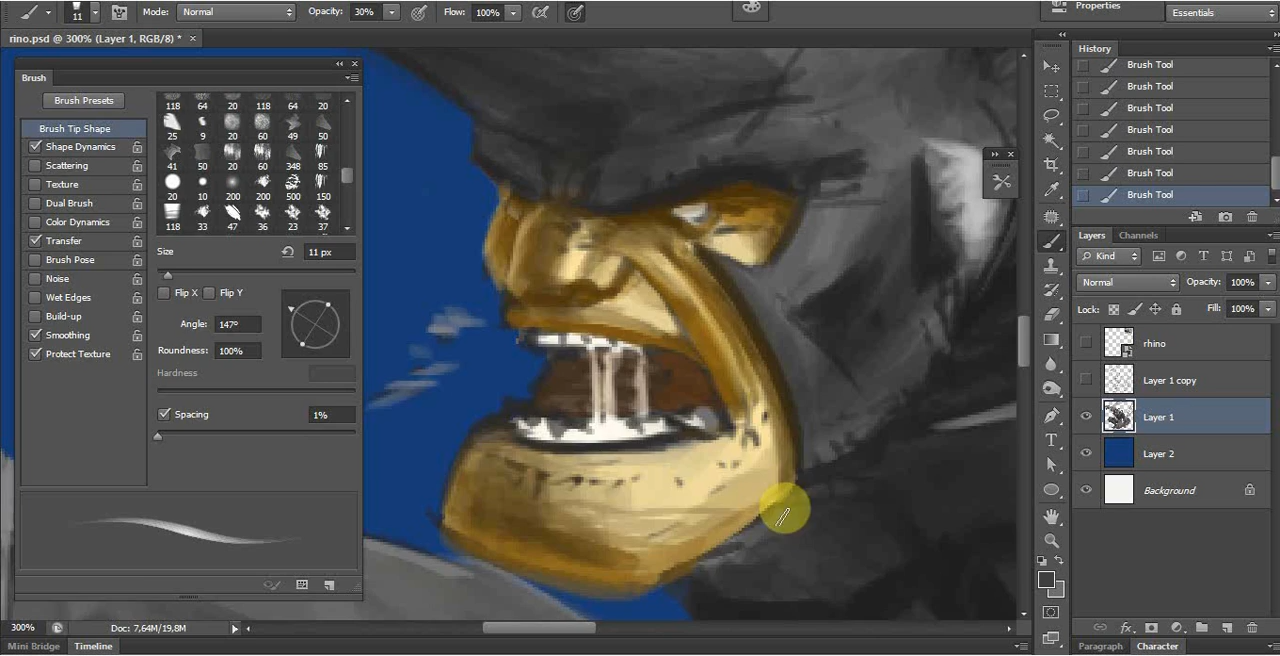 11 Mode: Normal Opacity: 30% Flow: 100% Properties Essentials
rino.psd @ 300% (Layer 1, RGB/8) * ×
Brush
Brush Presets
Brush Tip Shape
Shape Dynamics
Scattering
Texture
Dual Brush
Color Dynamics
Transfer
Brush Pose
Noise
Wet Edges
Build-up
Smoothing
Protect Texture
118 64 20 118 64 20
25 9 20 60 49 50
41 50 20 60 348 85
20 10 200 200 500 150
118 33 47 36 23 37
Size 11 px
Flip X Flip Y
Angle: 147º
Roundness: 100%
Hardness
Spacing 1%
History
Brush Tool
Brush Tool
Brush Tool
Brush Tool
Brush Tool
Brush Tool
Brush Tool
Layers Channels
Kind
Normal Opacity: 100%
Lock: Fill: 100%
rhino
Layer 1 copy
Layer 1
Layer 2
Background
fx
300% Doc: 7,64M/19,8M
Mini Bridge Timeline
Paragraph Character